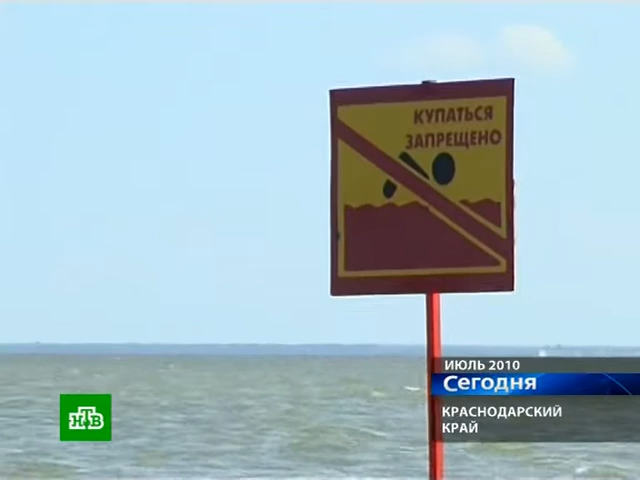 КУПАТЬСЯ
ЗАПРЕЩЕНО
ИЮЛЬ 2010
Сегодня
КРАСНОДАРСКИЙ
КРАЙ
НТВ